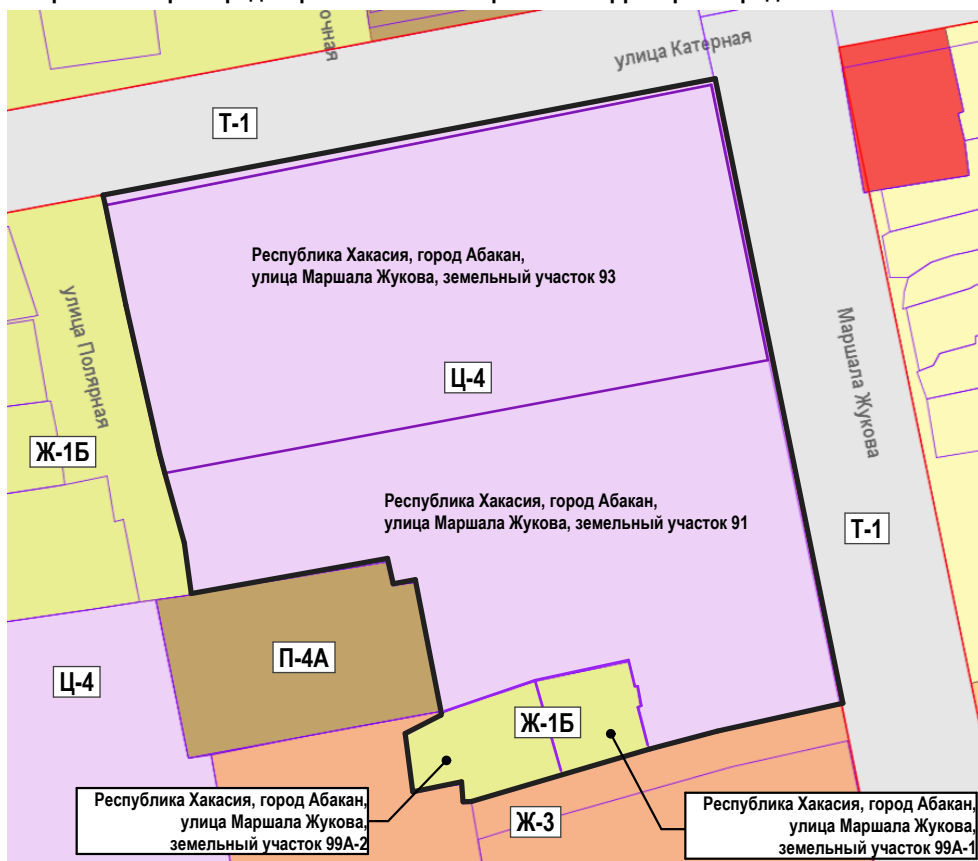 очная
улица Катерная
Т-1
Республика Хакасия, город Абакан,
улица Маршала Жукова, земельный участок 93
улица Полярная
Маршала Жукова
Ц-4
Ж-1Б
Республика Хакасия, город Абакан,
улица Маршала Жукова, земельный участок 91
Т-1
П-4А
Ц-4
Ж-1Б
Республика Хакасия, город Абакан,
улица Маршала Жукова,
земельный участок 99А-2
Ж-3
Республика Хакасия, город Абакан,
улица Маршала Жукова,
земельный участок 99А-1